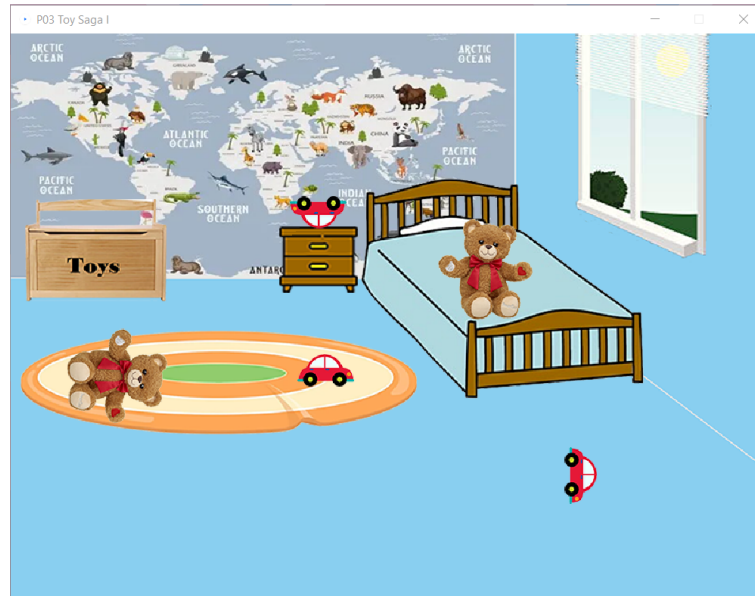 P03 Toy Saga I
ARCTIC
OCEAN
ARCTIC
OCEAN
RUSSIA
CHINA
INDIA
ATLANTIC
OCEAN
PACIFIC
OCEAN
PACIFIC
OCEAN
SOUTHERN
OCEAN
INDIAN
Toys